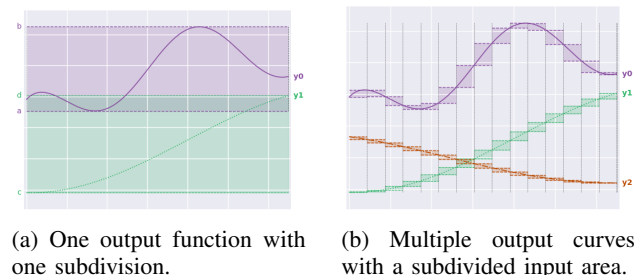 b
y0
d
y1
a
c
y0
y1
y2
(a) One output function with
one subdivision.
(b) Multiple output curves
with a subdivided input area.